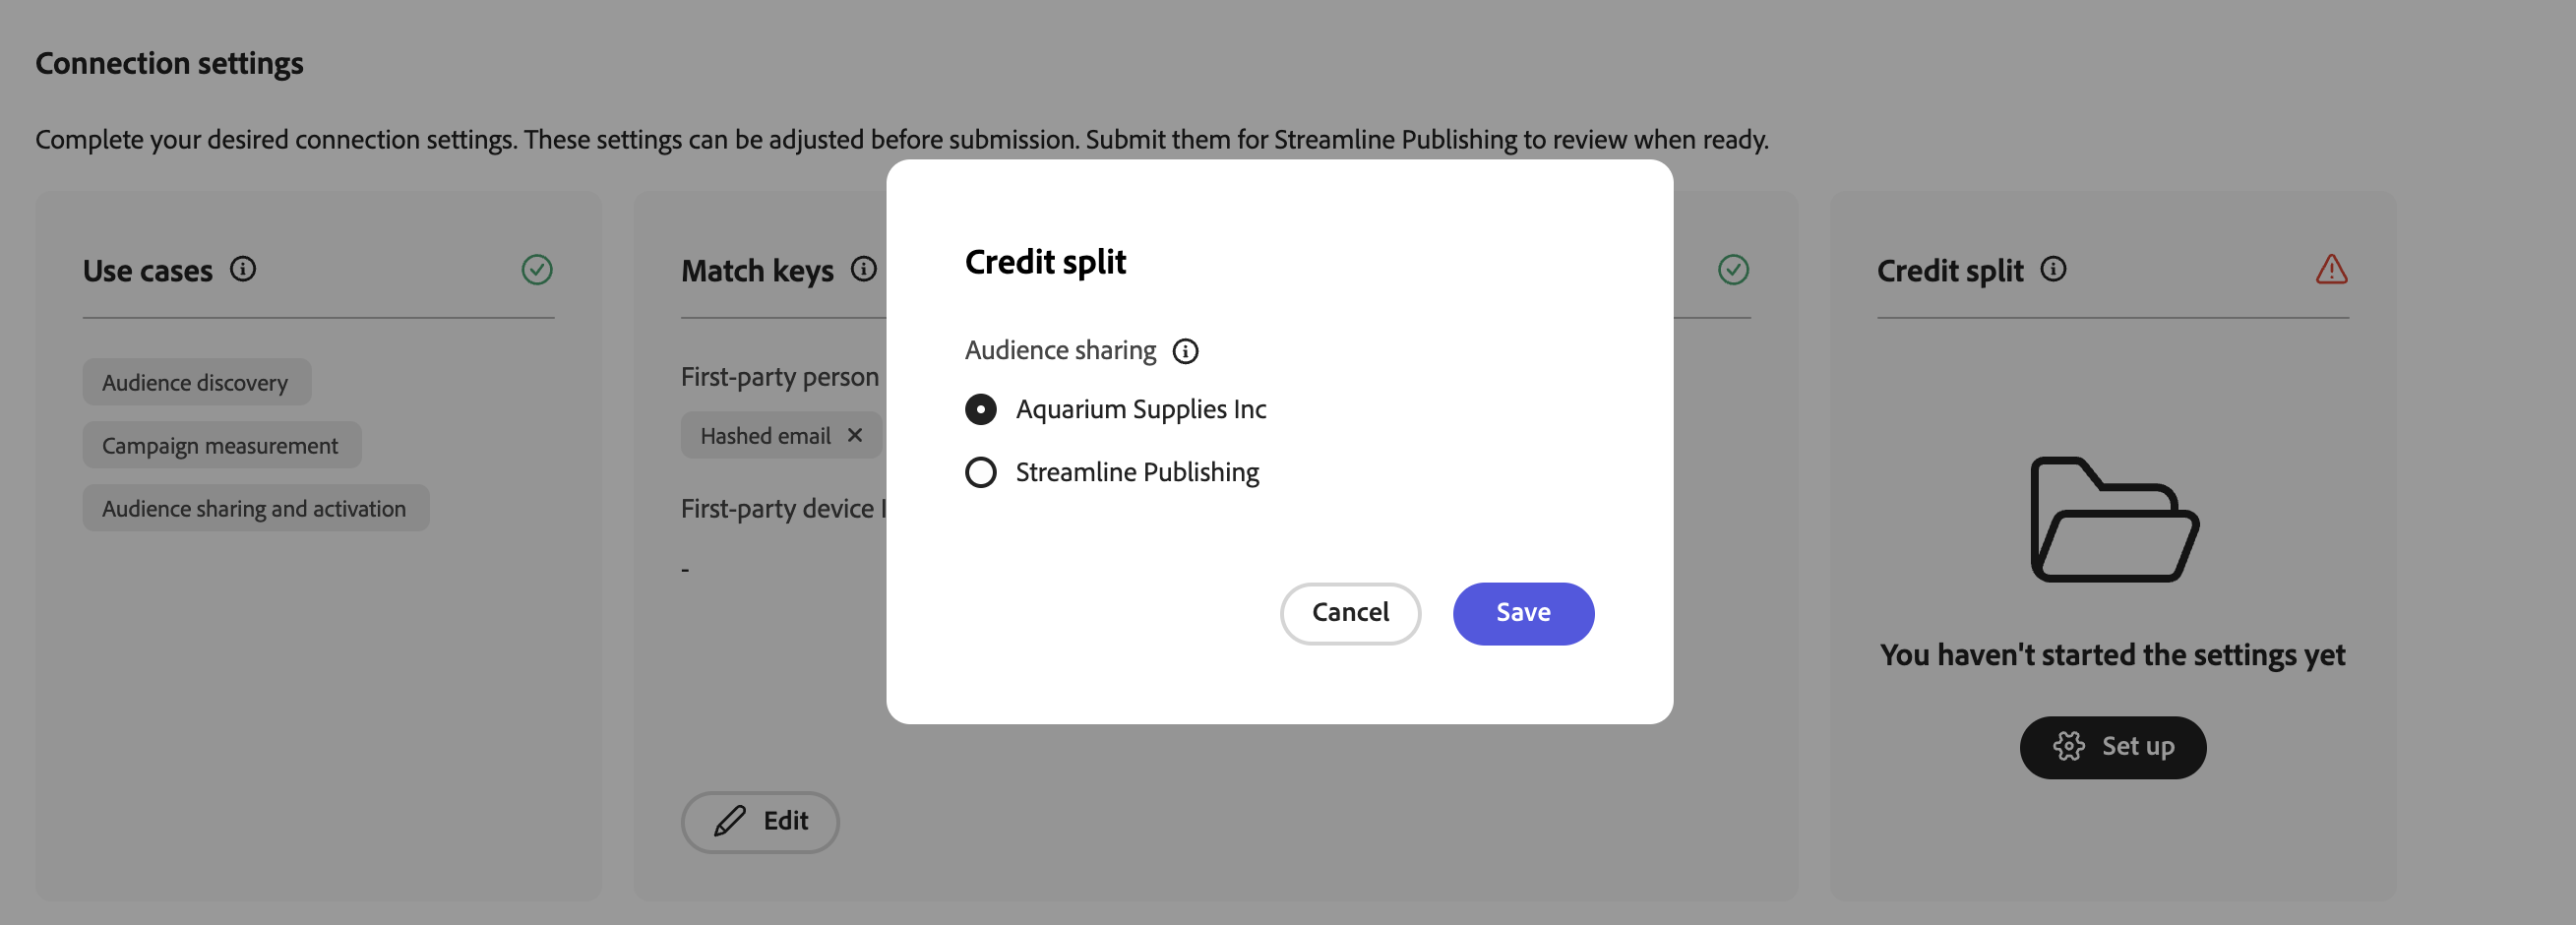 Connection settings
Complete your desired connection settings. These settings can be adjusted before submission. Submit them for Streamline Publishing to review when ready.
Use cases
Audience discovery
Campaign measurement
Audience sharing and activation
Match keys
First-party person
Hashed email
First-party device
-
Edit
Credit split
Audience sharing
Aquarium Supplies Inc
Streamline Publishing
Cancel
Save
Credit split
You haven't started the settings yet
Set up